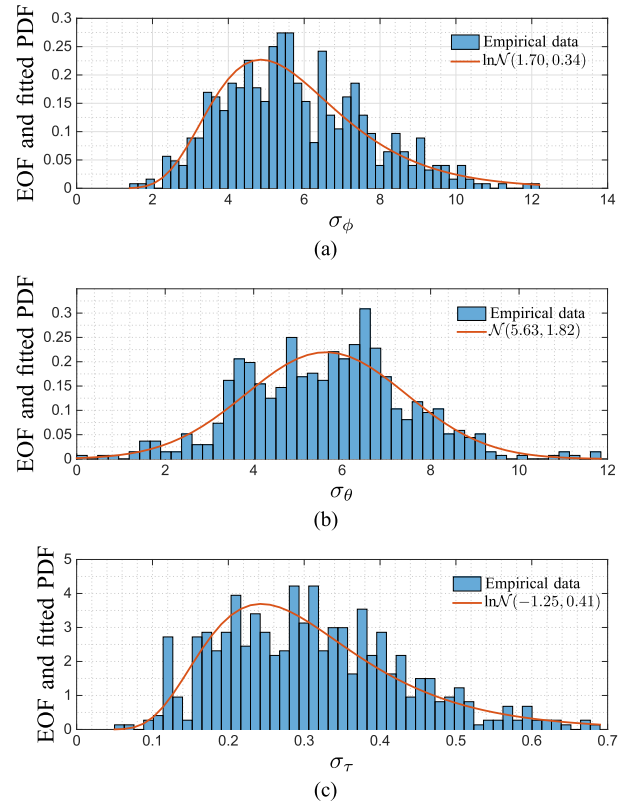 EOF and fitted PDF
0.3
0.25
0.2
0.15
0.1
0.05
0
Empirical data
lnN(1.70, 0.34)
0 2 4 6 8 10 12 14
σϕ
(a)
EOF and fitted PDF
0.3
0.25
0.2
0.15
0.1
0.05
0
Empirical data
N(5.63, 1.82)
0 2 4 6 8 10 12
σθ
(b)
EOF and fitted PDF
5
4
3
2
1
0
Empirical data
lnN(−1.25, 0.41)
0 0.1 0.2 0.3 0.4 0.5 0.6 0.7
στ
(c)